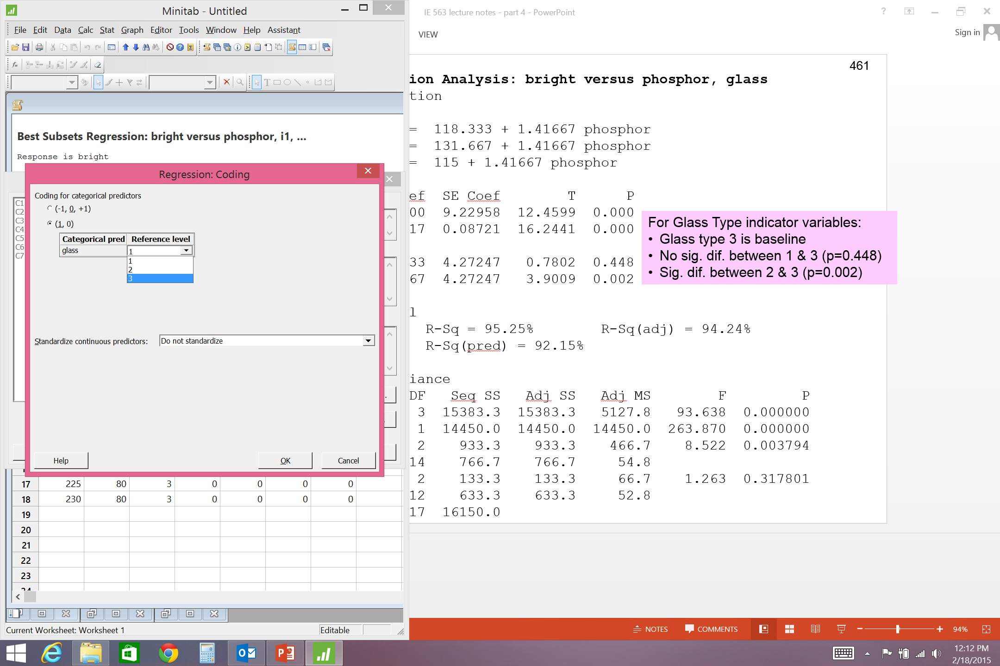 Minitab - Untitled
File Edit Data Calc Stat Graph Editor Tools Window Help Assistant
Best Subsets Regression: bright versus phosphor, i1, ...
Response is bright
Regression: Coding
Coding for categorical predictors
(-1, 0, +1)
(1, 0)
Categorical pred Reference level
glass 1
1
2
3
Standardize continuous predictors: Do not standardize
Help OK Cancel
C1
C2
C3
C4
C5
C6
C7
17 225 80 3 0 0 0 0
18 230 80 3 0 0 0 0
19
20
21
22
23
24
Current Worksheet: Worksheet 1 Editable
IE 563 lecture notes - part 4 - PowerPoint
VIEW
Sign in
461
ion Analysis: bright versus phosphor, glass
tion
= 118.333 + 1.41667 phosphor
= 131.667 + 1.41667 phosphor
= 115 + 1.41667 phosphor
ef SE Coef T P
00 9.22958 12.4599 0.000
17 0.08721 16.2441 0.000
33 4.27247 0.7802 0.448
67 4.27247 3.9009 0.002
For Glass Type indicator variables:
• Glass type 3 is baseline
• No sig. dif. between 1 & 3 (p=0.448)
• Sig. dif. between 2 & 3 (p=0.002)
l
R-Sq = 95.25% R-Sq(adj) = 94.24%
R-Sq(pred) = 92.15%
iance
DF Seq SS Adj SS Adj MS F P
3 15383.3 15383.3 5127.8 93.638 0.000000
1 14450.0 14450.0 14450.0 263.870 0.000000
2 933.3 933.3 466.7 8.522 0.003794
14 766.7 766.7 54.8
2 133.3 133.3 66.7 1.263 0.317801
12 633.3 633.3 52.8
17 16150.0
NOTES COMMENTS 94%
12:12 PM
2/18/2015